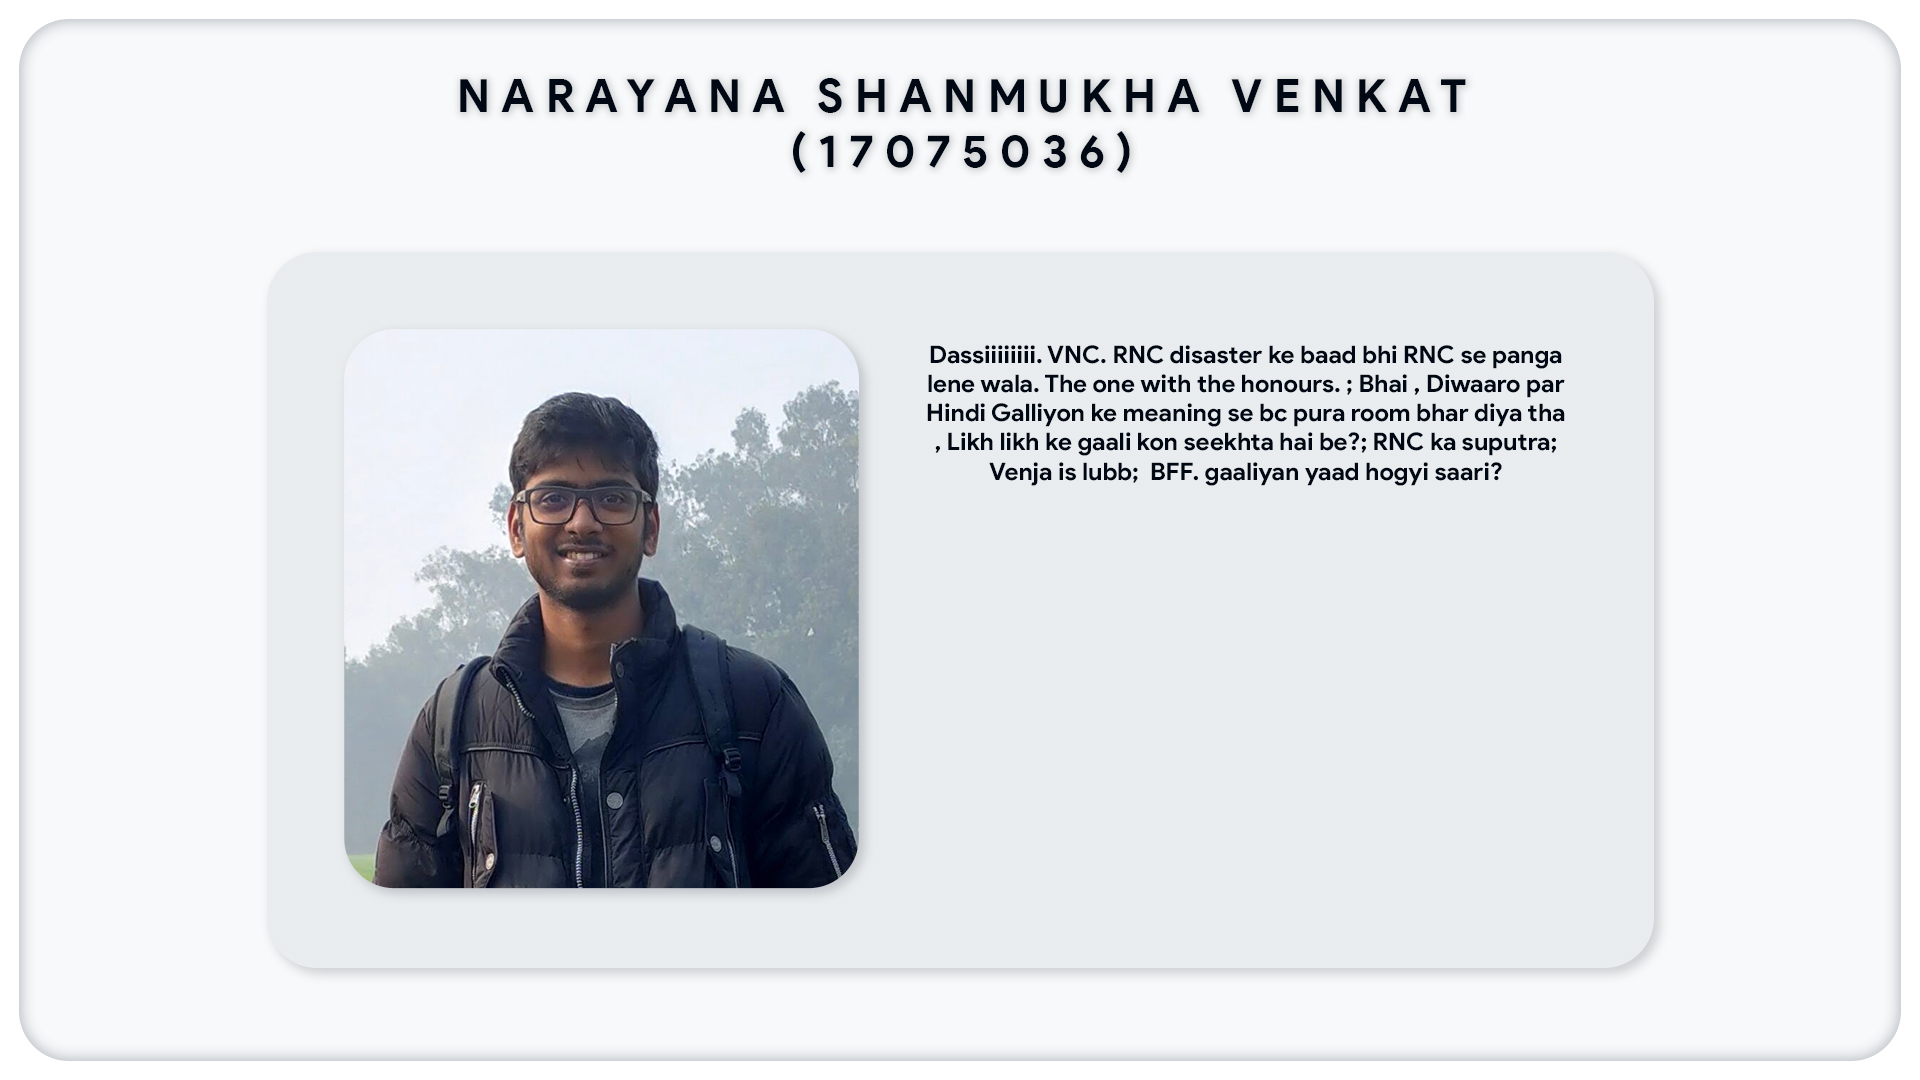 NARAYANA SHANMUKHA VENKAT
(17075036)
Dassiiiiiiiii. VNC. RNC disaster ke baad bhi RNC se panga
lene wala. The one with the honours. ; Bhai , Diwaaro par
Hindi Galliyon ke meaning se bc pura room bhar diya tha
, Likh likh ke gaali kon seekhta hai be?; RNC ka suputra;
Venja is lubb;  BFF. gaaliyan yaad hogyi saari?